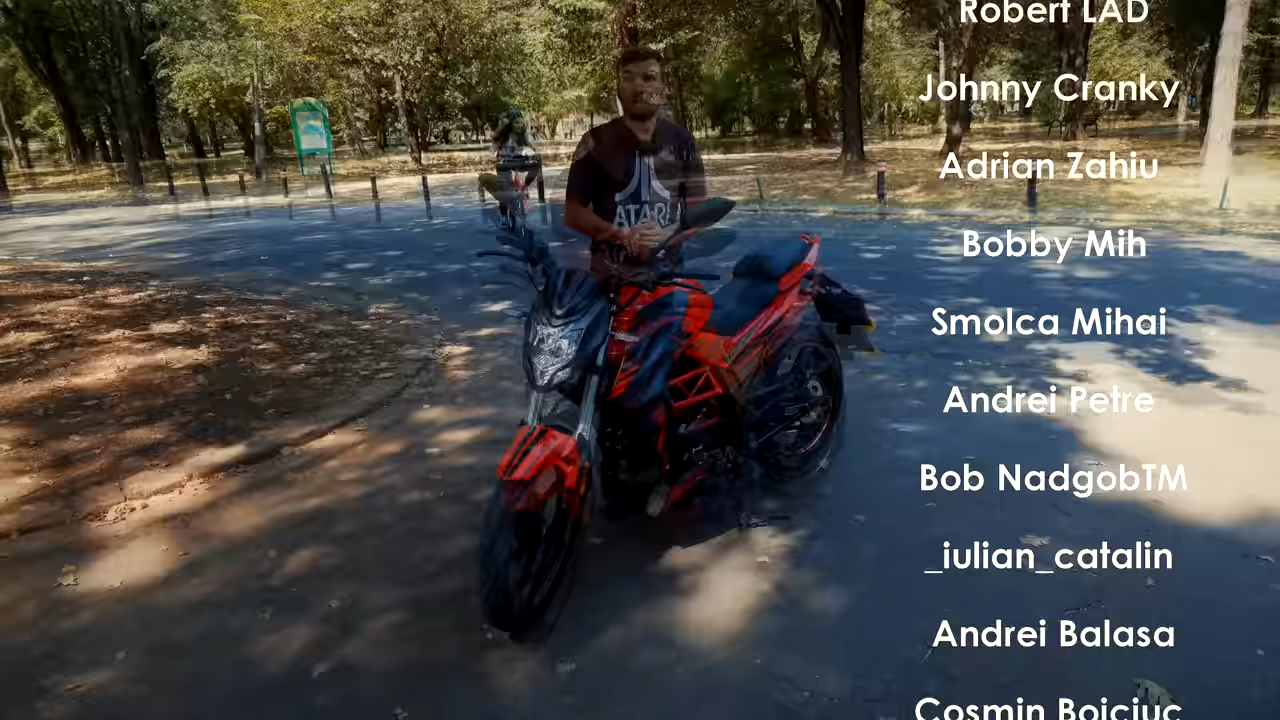 Robert LAD
Johnny Cranky
Adrian Zahiu
Bobby Mih
ATARI
Smolca Mihai
Andrei Petre
Bob NadgobTM
_iulian_catalin
Andrei Balasa
Cosmin Boiciuc